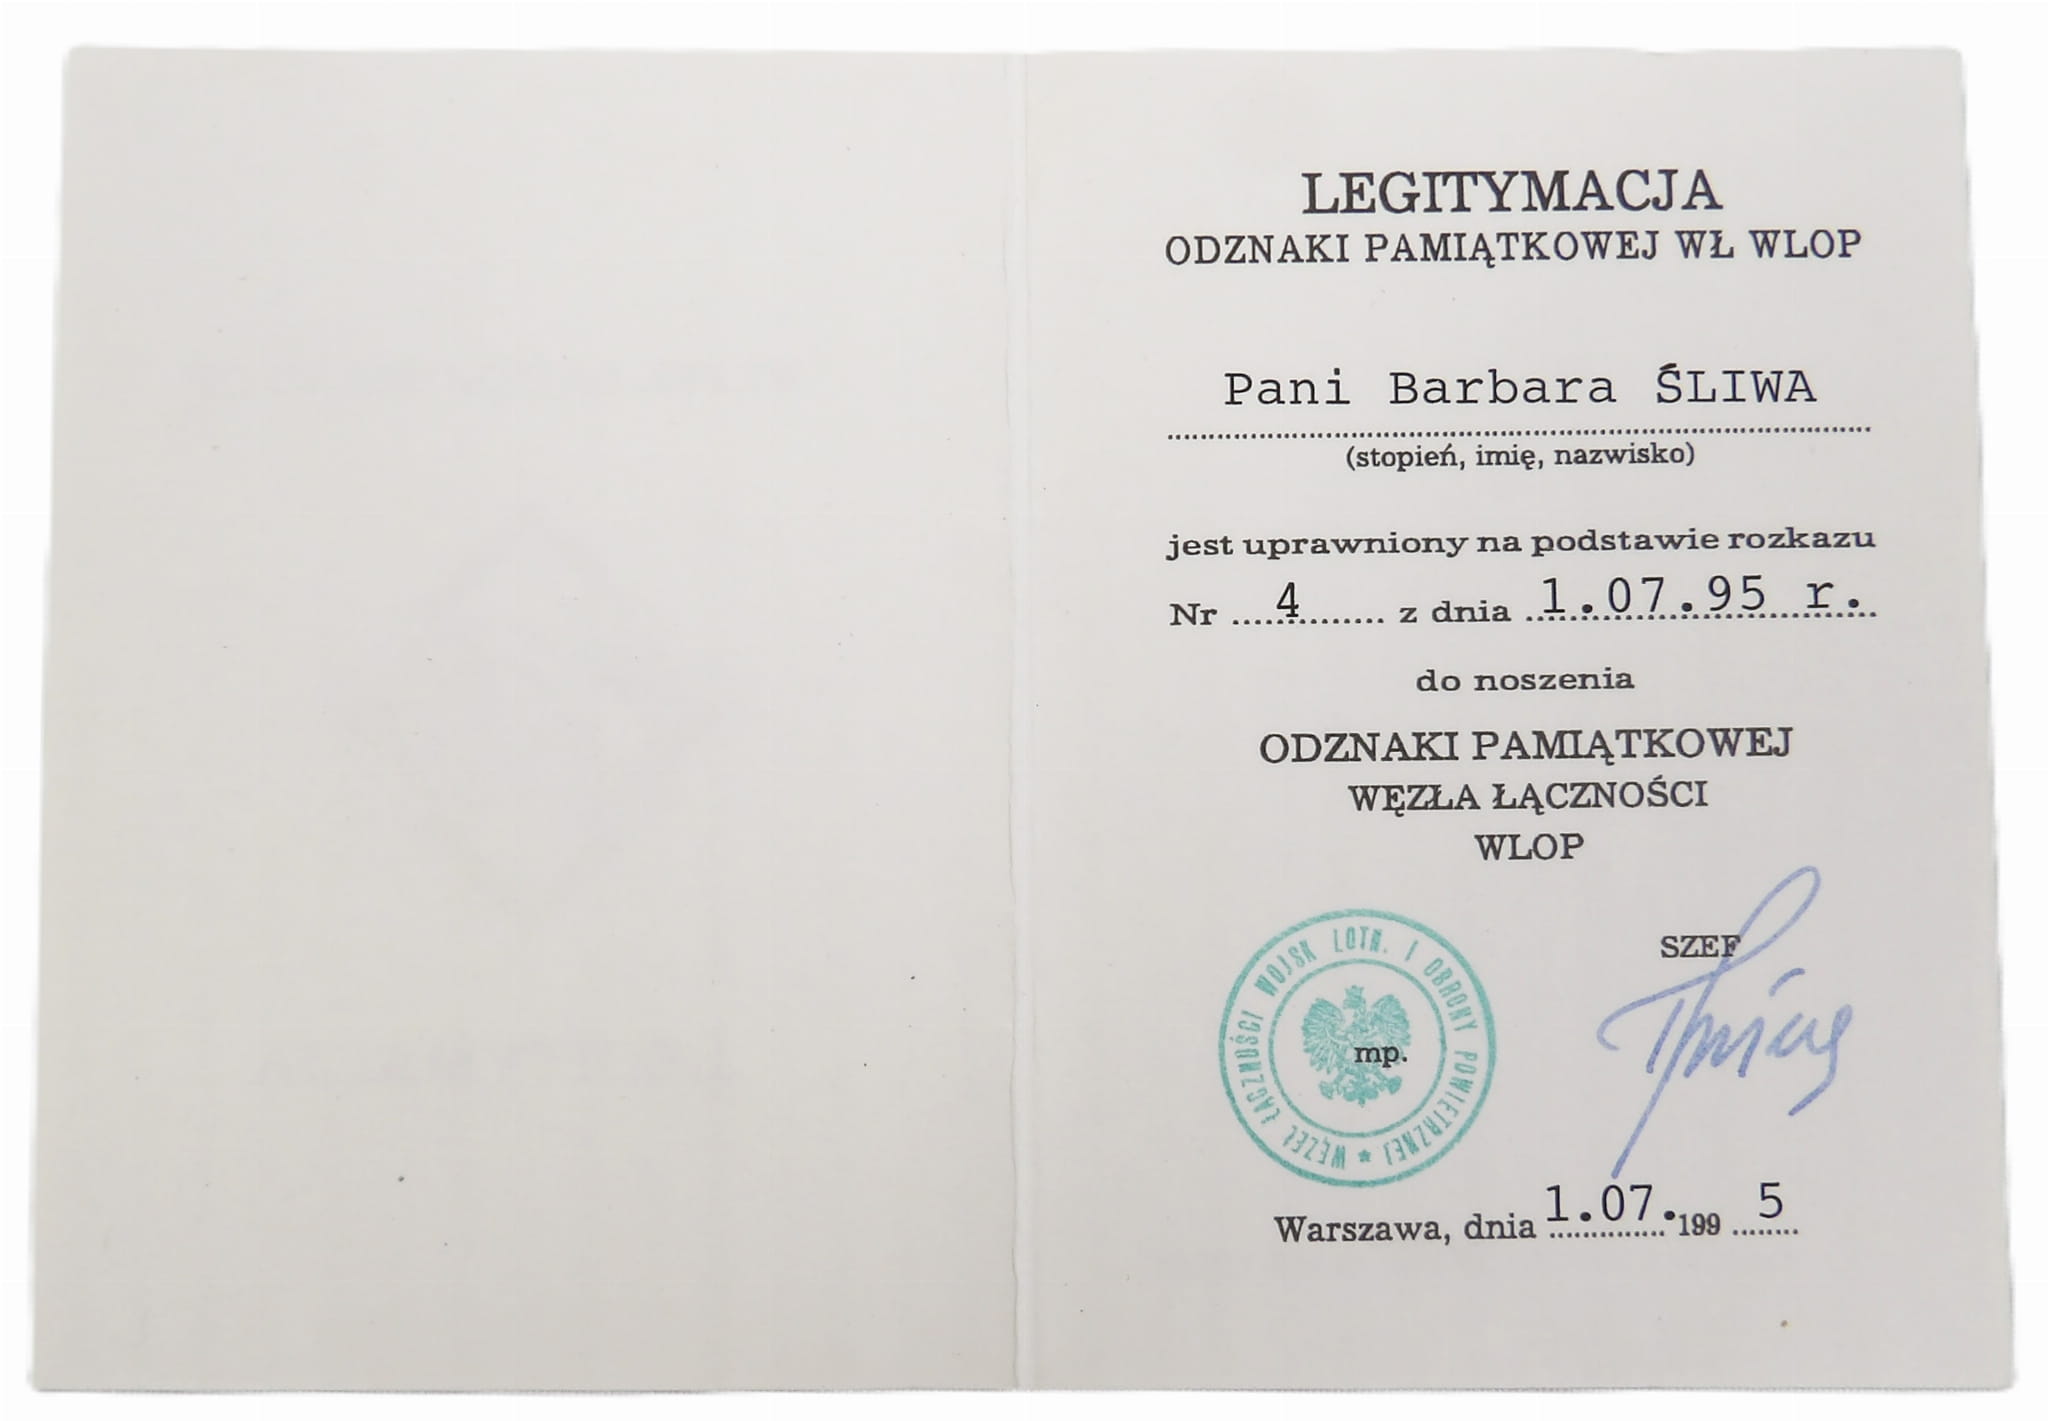 LEGITYMACJA
ODZNAKI PAMIĄTKOWEJ WŁ WLOP
Pani Barbara ŚLIWA
(stopień, imię, nazwisko)
jest uprawniony na podstawie rozkazu
Nr ....4........ z dnia 1.07.95 r.
do noszenia
ODZNAKI PAMIĄTKOWEJ
WĘZŁA ŁĄCZNOŚCI
WLOP
SZEF
WĘZEŁ ŁĄCZNOŚCI WOJSK LOTN. I OBRONY POWIETRZNEJ *
mp.
Warszawa, dnia 1.07. 199 5